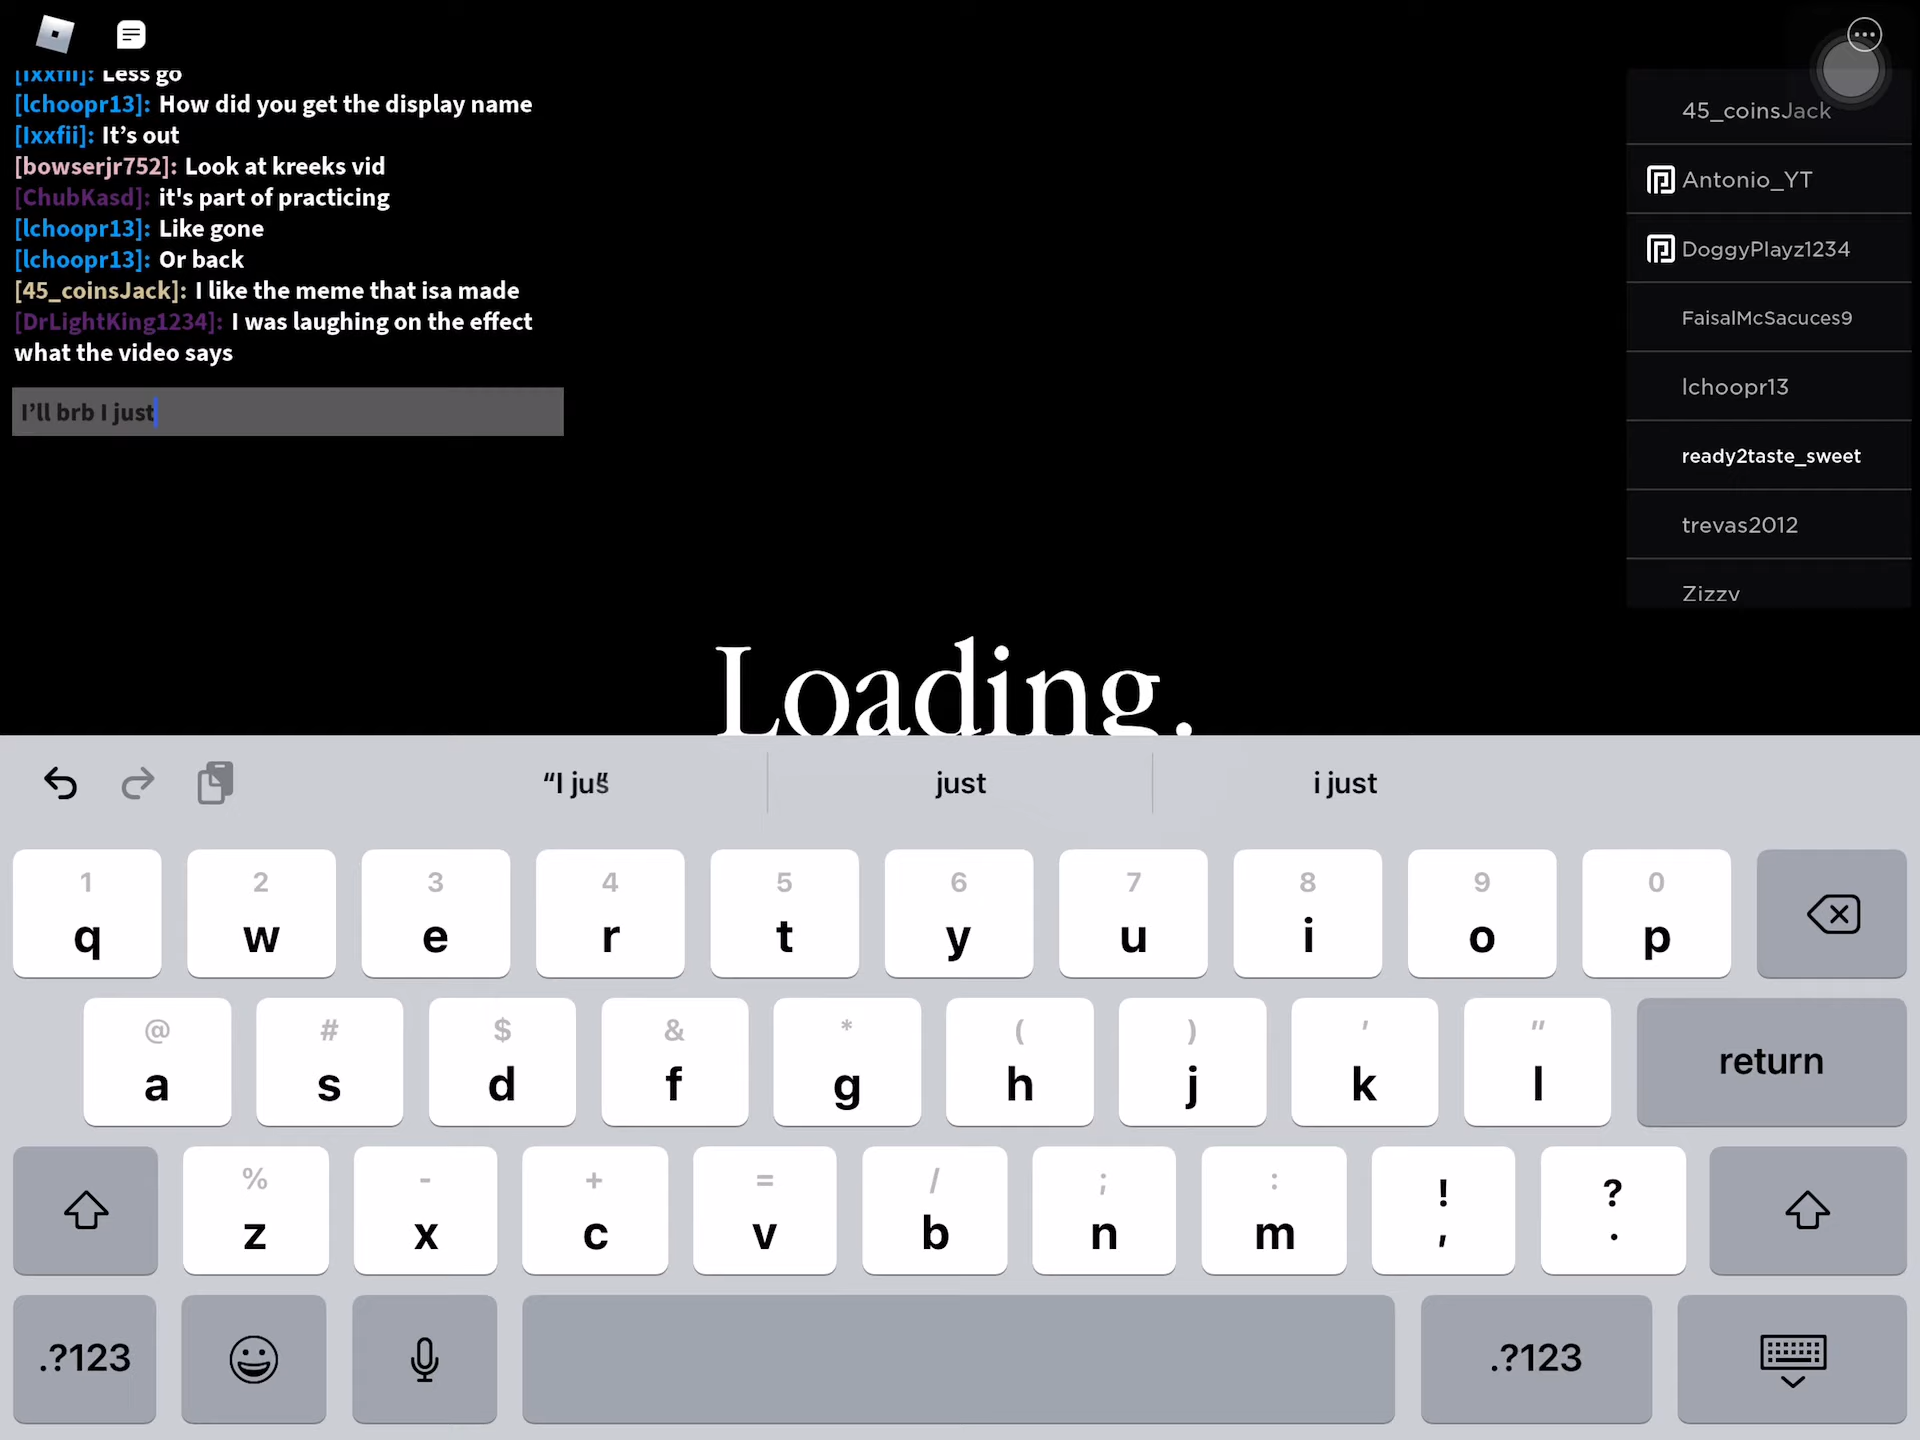 [Ixxfii]: Less go
[lchoopr13]: How did you get the display name
[Ixxfii]: It’s out
[bowserjr752]: Look at kreeks vid
[ChubKasd]: it's part of practicing
[lchoopr13]: Like gone
[lchoopr13]: Or back
[45_coinsJack]: I like the meme that isa made
[DrLightKing1234]: I was laughing on the effect
what the video says
I’ll brb I just
45_coinsJack
Antonio_YT
DoggyPlayz1234
FaisalMcSacuces9
lchoopr13
ready2taste_sweet
trevas2012
Zizzy
Loading.
just
i just
1 2 3 4 5 6 7 8 9 0
q w e r t y u i o p
@ # $ & * ( ) ' "
a s d f g h j k l return
% - + = / ; : ! ?
z x c v b n m , .
.?123 .?123